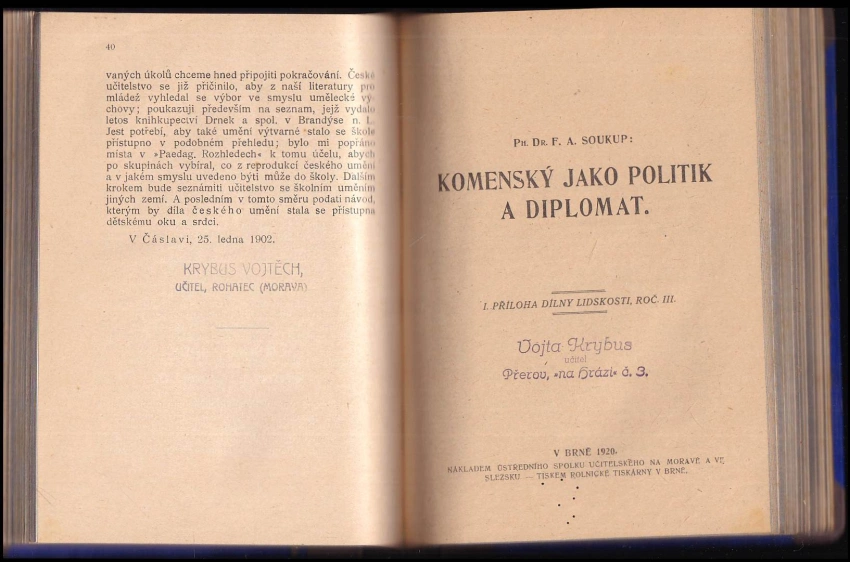 40
vaných úkolů chceme hned připojiti pokračování. České
učitelstvo se již přičinilo, aby z naší literatury pro
mládež vyhledal se výbor ve smyslu umělecké vý-
chovy; poukazuji především na seznam, jejž vydalo
letos knihkupectví Drnek a spol. v Brandýse n. L.
Jest potřebí, aby také umění výtvarné stalo se škole
přístupno v podobném přehledu; bylo mi popřáno
místa v »Paedag. Rozhledech« k tomu účelu, abych
po skupinách vybíral, co z reprodukcí českého umění
a v jakém smyslu uvedeno býti může do školy. Dalším
krokem bude seznámiti učitelstvo se školním uměním
jiných zemí. A posledním v tomto směru podati návod,
kterým by díla českého umění stala se přístupna
dětskému oku a srdci.
V Čáslavi, 25. ledna 1902.
KRYBUS VOJTĚCH,
UČITEL, ROHATEC (MORAVA)
PH. DR. F. A. SOUKUP:
KOMENSKÝ JAKO POLITIK
A DIPLOMAT.
I. PŘÍLOHA DÍLNY LIDSKOSTI, ROČ. III.
Vojta Krybus
učitel
Přerov, »na hrázi« č. 3.
V BRNĚ 1920.
NÁKLADEM ÚSTŘEDNÍHO SPOLKU UČITELSKÉHO NA MORAVĚ A VE
SLEZSKU — TISKEM ROLNICKÉ TISKÁRNY V BRNĚ.